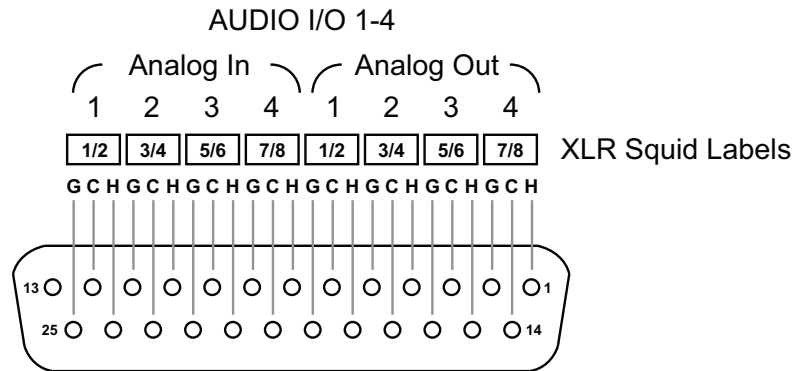 AUDIO I/O 1-4
Analog In Analog Out
1 2 3 4 1 2 3 4
1/2 3/4 5/6 7/8 1/2 3/4 5/6 7/8 XLR Squid Labels
G C H G C H G C H G C H G C H G C H G C H G C H
13 1
25 14